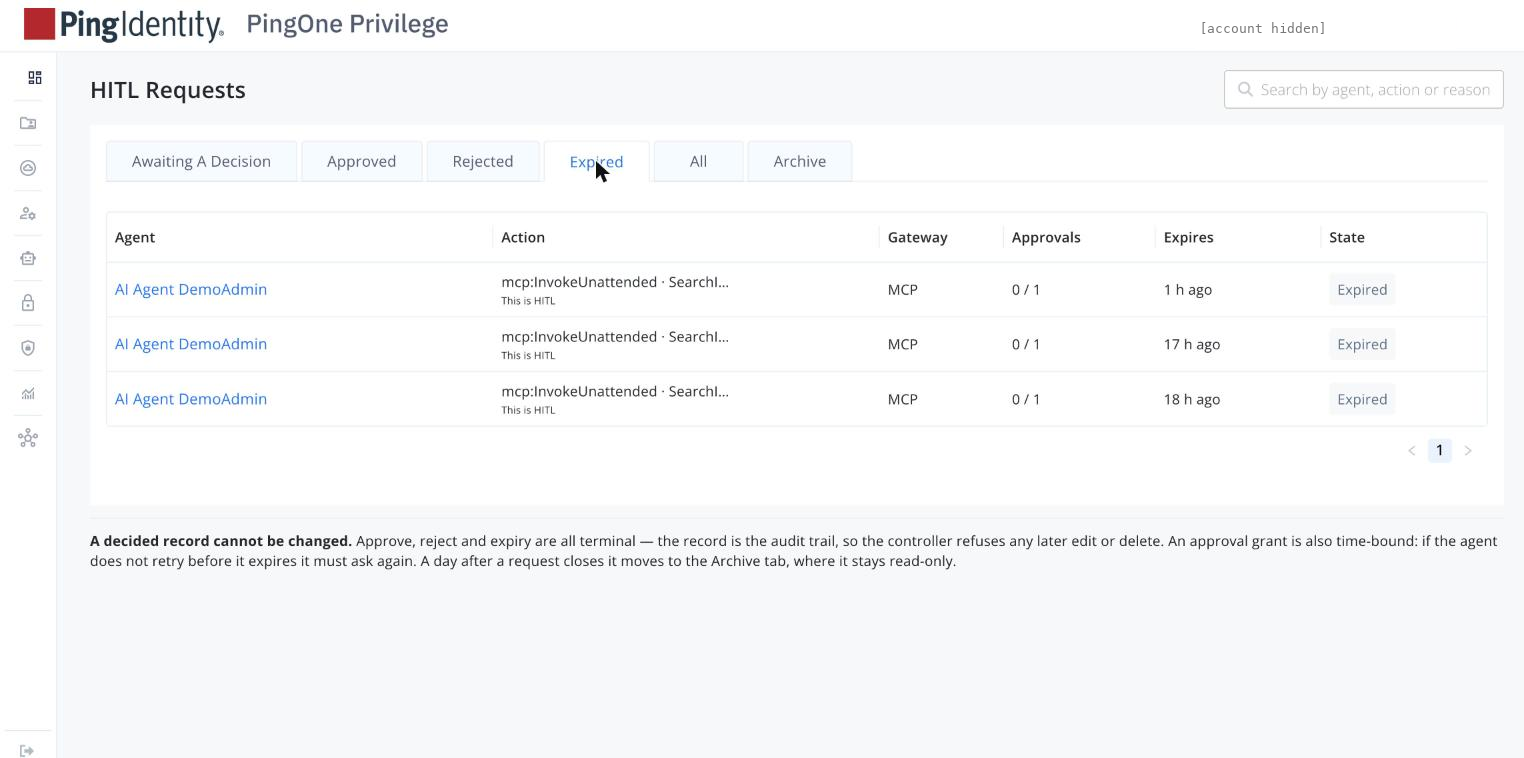 PingIdentity® PingOne Privilege
[account hidden]
HITL Requests
Search by agent, action or reason
Awaiting A Decision Approved Rejected Expired All Archive
Agent Action Gateway Approvals Expires State
AI Agent DemoAdmin mcp:InvokeUnattended · SearchI... MCP 0 / 1 1 h ago Expired
This is HITL
AI Agent DemoAdmin mcp:InvokeUnattended · SearchI... MCP 0 / 1 17 h ago Expired
This is HITL
AI Agent DemoAdmin mcp:InvokeUnattended · SearchI... MCP 0 / 1 18 h ago Expired
This is HITL
< 1 >
A decided record cannot be changed. Approve, reject and expiry are all terminal — the record is the audit trail, so the controller refuses any later edit or delete. An approval grant is also time-bound: if the agent
does not retry before it expires it must ask again. A day after a request closes it moves to the Archive tab, where it stays read-only.